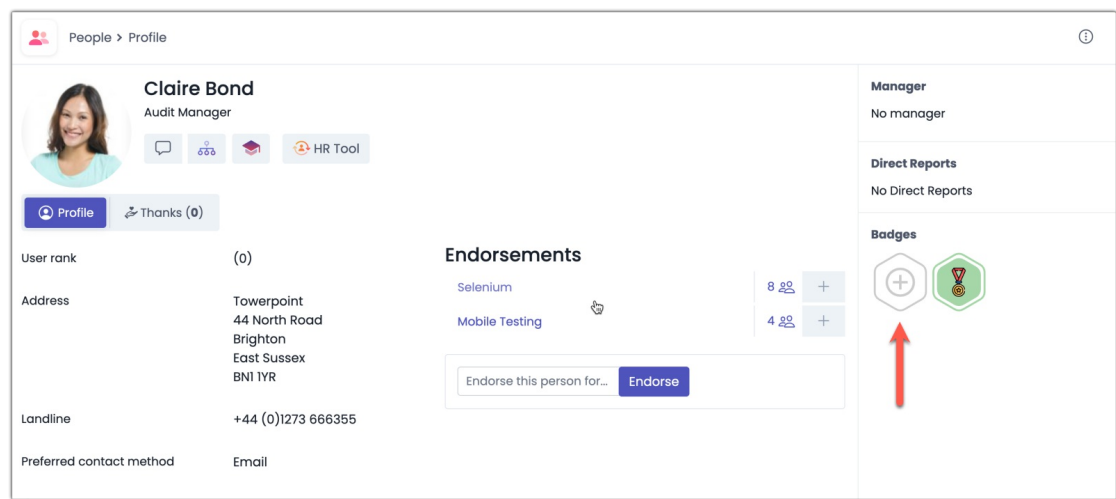 People > Profile
Claire Bond
Audit Manager
HR Tool
Profile
Thanks (0)
User rank
(0)
Address
Towerpoint
44 North Road
Brighton
East Sussex
BN1 1YR
Landline
+44 (0)1273 666355
Preferred contact method
Email
Endorsements
Selenium
8
+
Mobile Testing
4
+
Endorse this person for...
Endorse
Manager
No manager
Direct Reports
No Direct Reports
Badges